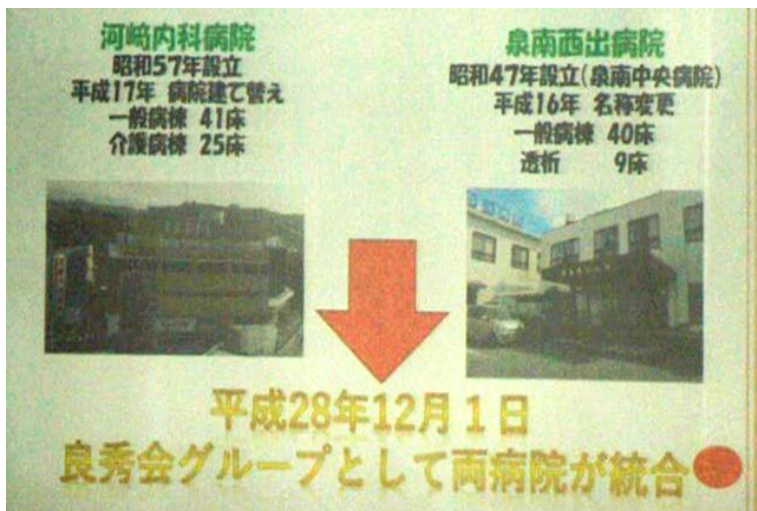 河﨑内科病院
昭和57年設立
平成17年 病院建て替え
一般病棟 41床
介護病棟 25床
泉南西出病院
昭和47年設立(泉南中央病院)
平成16年 名称変更
一般病棟 40床
透析 9床
平成28年12月1日
良秀会グループとして両病院が統合